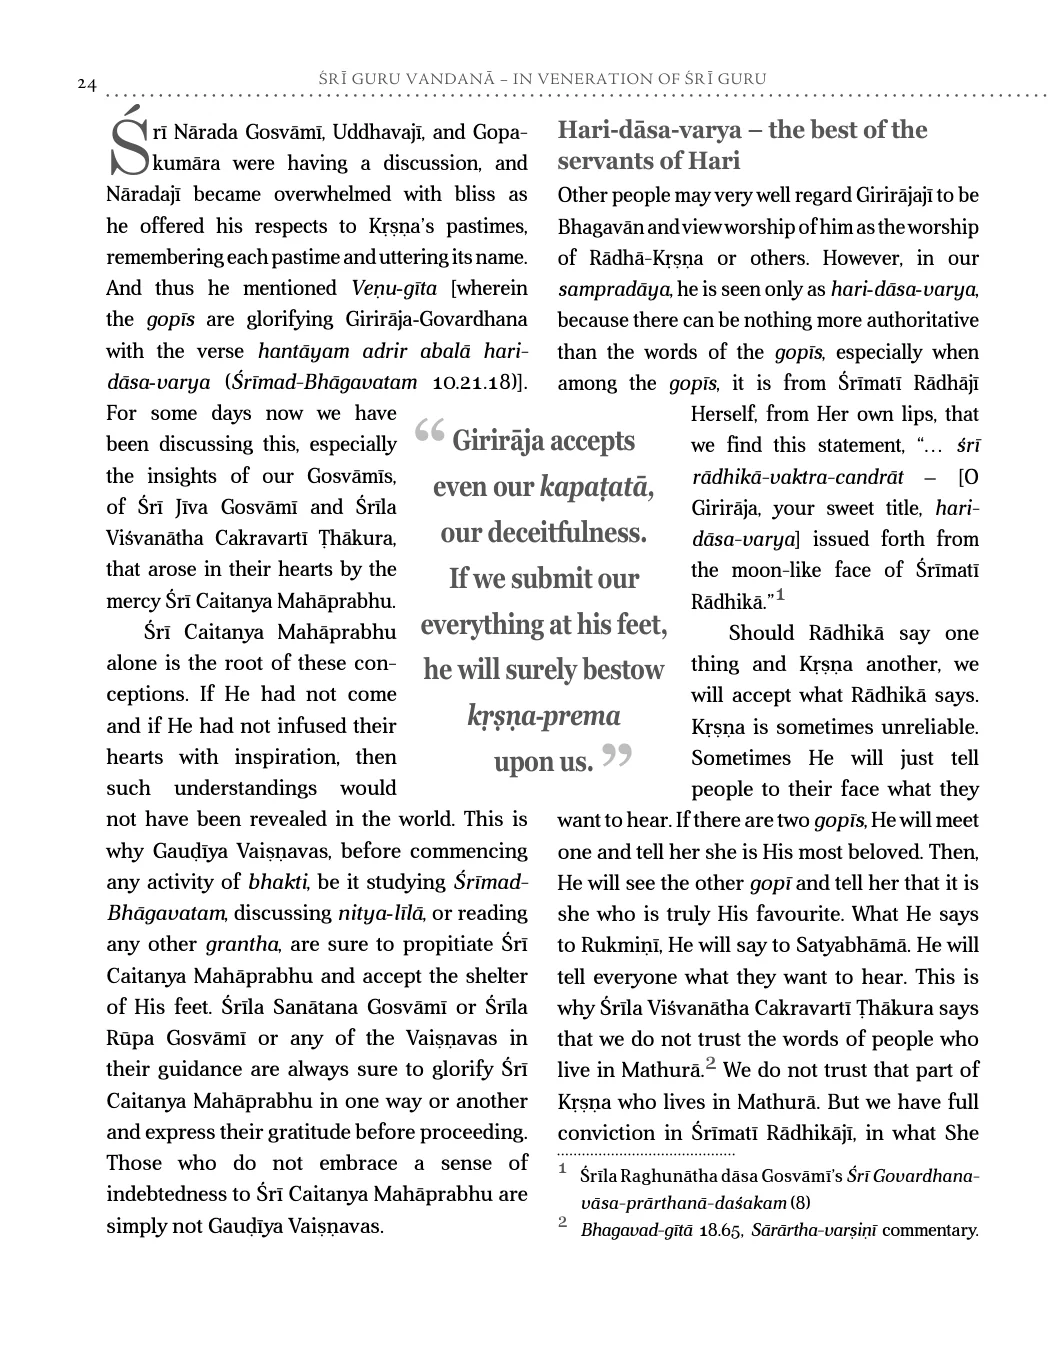 24
ŚRĪ GURU VANDANĀ – IN VENERATION OF ŚRĪ GURU
Śrī Nārada Gosvāmī, Uddhavajī, and Gopa-
kumāra were having a discussion, and
Nāradajī became overwhelmed with bliss as
he offered his respects to Kṛṣṇa’s pastimes,
remembering each pastime and uttering its name.
And thus he mentioned Veṇu-gīta [wherein
the gopīs are glorifying Girirāja-Govardhana
with the verse hantāyam adrir abalā hari-
dāsa-varya (Śrīmad-Bhāgavatam 10.21.18)].
For some days now we have
been discussing this, especially
the insights of our Gosvāmīs,
of Śrī Jīva Gosvāmī and Śrīla
Viśvanātha Cakravartī Ṭhākura,
that arose in their hearts by the
mercy Śrī Caitanya Mahāprabhu.
Śrī Caitanya Mahāprabhu
alone is the root of these con-
ceptions. If He had not come
and if He had not infused their
hearts with inspiration, then
such understandings would
not have been revealed in the world. This is
why Gauḍīya Vaiṣṇavas, before commencing
any activity of bhakti, be it studying Śrīmad-
Bhāgavatam, discussing nitya-līlā, or reading
any other grantha, are sure to propitiate Śrī
Caitanya Mahāprabhu and accept the shelter
of His feet. Śrīla Sanātana Gosvāmī or Śrīla
Rūpa Gosvāmī or any of the Vaiṣṇavas in
their guidance are always sure to glorify Śrī
Caitanya Mahāprabhu in one way or another
and express their gratitude before proceeding.
Those who do not embrace a sense of
indebtedness to Śrī Caitanya Mahāprabhu are
simply not Gauḍīya Vaiṣṇavas.
“Girirāja accepts
even our kapaṭatā,
our deceitfulness.
If we submit our
everything at his feet,
he will surely bestow
kṛṣṇa-prema
upon us.”
Hari-dāsa-varya – the best of the
servants of Hari
Other people may very well regard Girirājajī to be
Bhagavān and view worship of him as the worship
of Rādhā-Kṛṣṇa or others. However, in our
sampradāya, he is seen only as hari-dāsa-varya,
because there can be nothing more authoritative
than the words of the gopīs, especially when
among the gopīs, it is from Śrīmatī Rādhājī
Herself, from Her own lips, that
we find this statement, “… śrī
rādhikā-vaktra-candrāt – [O
Girirāja, your sweet title, hari-
dāsa-varya] issued forth from
the moon-like face of Śrīmatī
Rādhikā.”1
Should Rādhikā say one
thing and Kṛṣṇa another, we
will accept what Rādhikā says.
Kṛṣṇa is sometimes unreliable.
Sometimes He will just tell
people to their face what they
want to hear. If there are two gopīs, He will meet
one and tell her she is His most beloved. Then,
He will see the other gopī and tell her that it is
she who is truly His favourite. What He says
to Rukmiṇī, He will say to Satyabhāmā. He will
tell everyone what they want to hear. This is
why Śrīla Viśvanātha Cakravartī Ṭhākura says
that we do not trust the words of people who
live in Mathurā.2 We do not trust that part of
Kṛṣṇa who lives in Mathurā. But we have full
conviction in Śrīmatī Rādhikājī, in what She
1 Śrīla Raghunātha dāsa Gosvāmī’s Śrī Govardhana-
vāsa-prārthanā-daśakam (8)
2 Bhagavad-gītā 18.65, Sārārtha-varṣiṇī commentary.